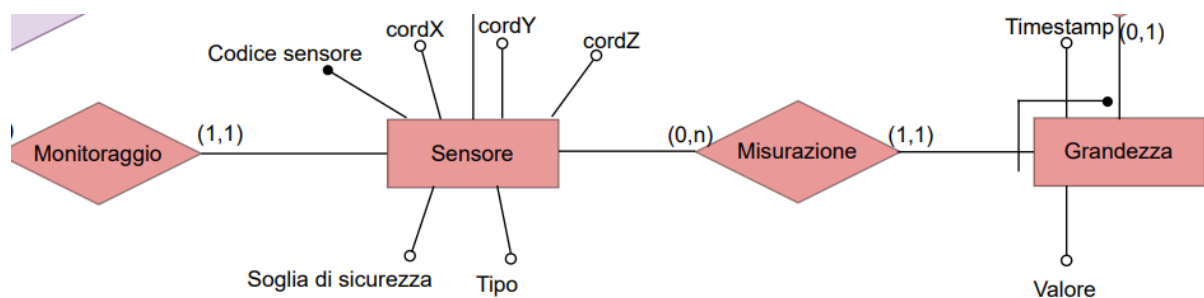 cordX
cordY
cordZ
Timestamp
(0,1)
Codice sensore
Monitoraggio
(1,1)
Sensore
(0,n)
Misurazione
(1,1)
Grandezza
Soglia di sicurezza
Tipo
Valore